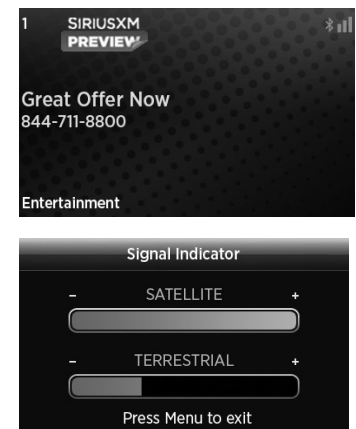 1
SIRIUSXM
PREVIEW
Great Offer Now
844-711-8800
Entertainment
Signal Indicator
- SATELLITE +
- TERRESTRIAL +
Press Menu to exit